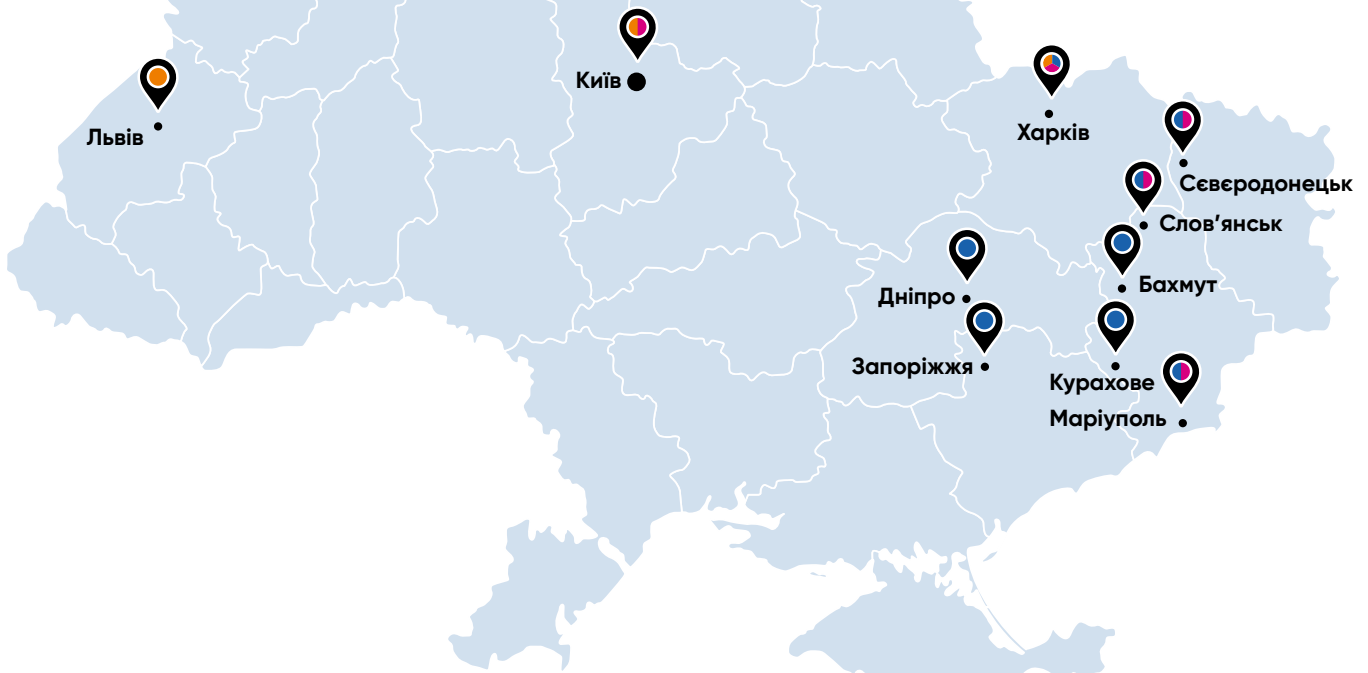 Київ
Львів
Харків
Сєвєродонецьк
Слов’янськ
Бахмут
Дніпро
Запоріжжя
Курахове
Маріуполь